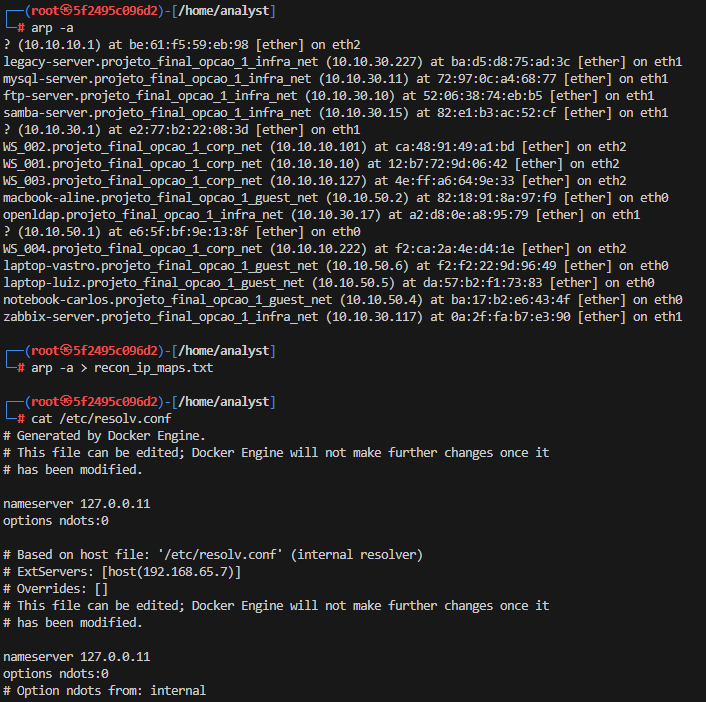 ┌──(root㉿5f2495c096d2)-[/home/analyst]
└─# arp -a
? (10.10.10.1) at be:61:f5:59:eb:98 [ether] on eth2
legacy-server.projeto_final_opcao_1_infra_net (10.10.30.227) at ba:d5:d8:75:ad:3c [ether] on eth1
mysql-server.projeto_final_opcao_1_infra_net (10.10.30.11) at 72:97:0c:a4:68:77 [ether] on eth1
ftp-server.projeto_final_opcao_1_infra_net (10.10.30.10) at 52:06:38:74:eb:b5 [ether] on eth1
samba-server.projeto_final_opcao_1_infra_net (10.10.30.15) at 82:e1:b3:ac:52:cf [ether] on eth1
? (10.10.30.1) at e2:77:b2:22:08:3d [ether] on eth1
WS_002.projeto_final_opcao_1_corp_net (10.10.10.101) at ca:48:91:49:a1:bd [ether] on eth2
WS_001.projeto_final_opcao_1_corp_net (10.10.10.10) at 12:b7:72:9d:06:42 [ether] on eth2
WS_003.projeto_final_opcao_1_corp_net (10.10.10.127) at 4e:ff:a6:64:9e:33 [ether] on eth2
macbook-aline.projeto_final_opcao_1_guest_net (10.10.50.2) at 82:18:91:8a:97:f9 [ether] on eth0
openldap.projeto_final_opcao_1_infra_net (10.10.30.17) at a2:d8:0e:a8:95:79 [ether] on eth1
? (10.10.50.1) at e6:5f:bf:9e:13:8f [ether] on eth0
WS_004.projeto_final_opcao_1_corp_net (10.10.10.222) at f2:ca:2a:4e:d4:1e [ether] on eth2
laptop-vastro.projeto_final_opcao_1_guest_net (10.10.50.6) at f2:f2:22:9d:96:49 [ether] on eth0
laptop-luiz.projeto_final_opcao_1_guest_net (10.10.50.5) at da:57:b2:f1:73:83 [ether] on eth0
notebook-carlos.projeto_final_opcao_1_guest_net (10.10.50.4) at ba:17:b2:e6:43:4f [ether] on eth0
zabbix-server.projeto_final_opcao_1_infra_net (10.10.30.117) at 0a:2f:fa:b7:e3:90 [ether] on eth1
┌──(root㉿5f2495c096d2)-[/home/analyst]
└─# arp -a > recon_ip_maps.txt
┌──(root㉿5f2495c096d2)-[/home/analyst]
└─# cat /etc/resolv.conf
# Generated by Docker Engine.
# This file can be edited; Docker Engine will not make further changes once it
# has been modified.
nameserver 127.0.0.11
options ndots:0
# Based on host file: '/etc/resolv.conf' (internal resolver)
# ExtServers: [host(192.168.65.7)]
# Overrides: []
# This file can be edited; Docker Engine will not make further changes once it
# has been modified.
nameserver 127.0.0.11
options ndots:0
# Option ndots from: internal